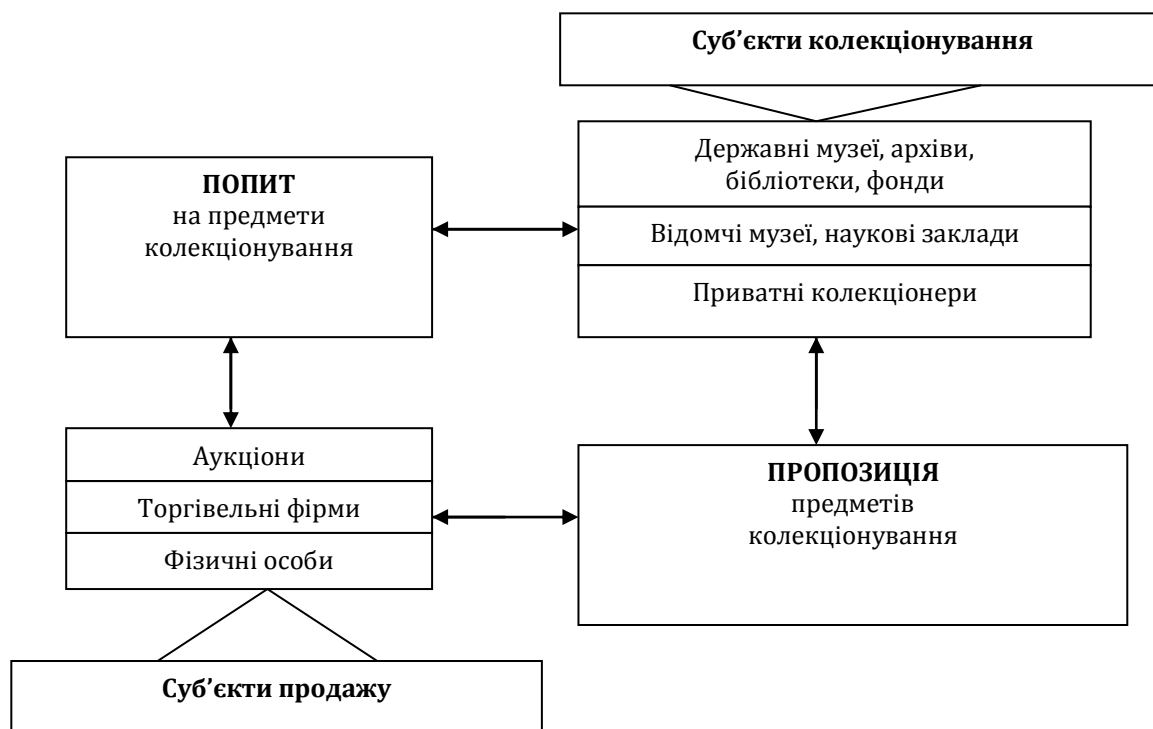 Суб’єкти колекціонування
Державні музеї, архіви,
бібліотеки, фонди
ПОПИТ
на предмети
колекціонування
Відомчі музеї, наукові заклади
Приватні колекціонери
Аукціони
Торгівельні фірми
Фізичні особи
ПРОПОЗИЦІЯ
предметів
колекціонування
Суб’єкти продажу